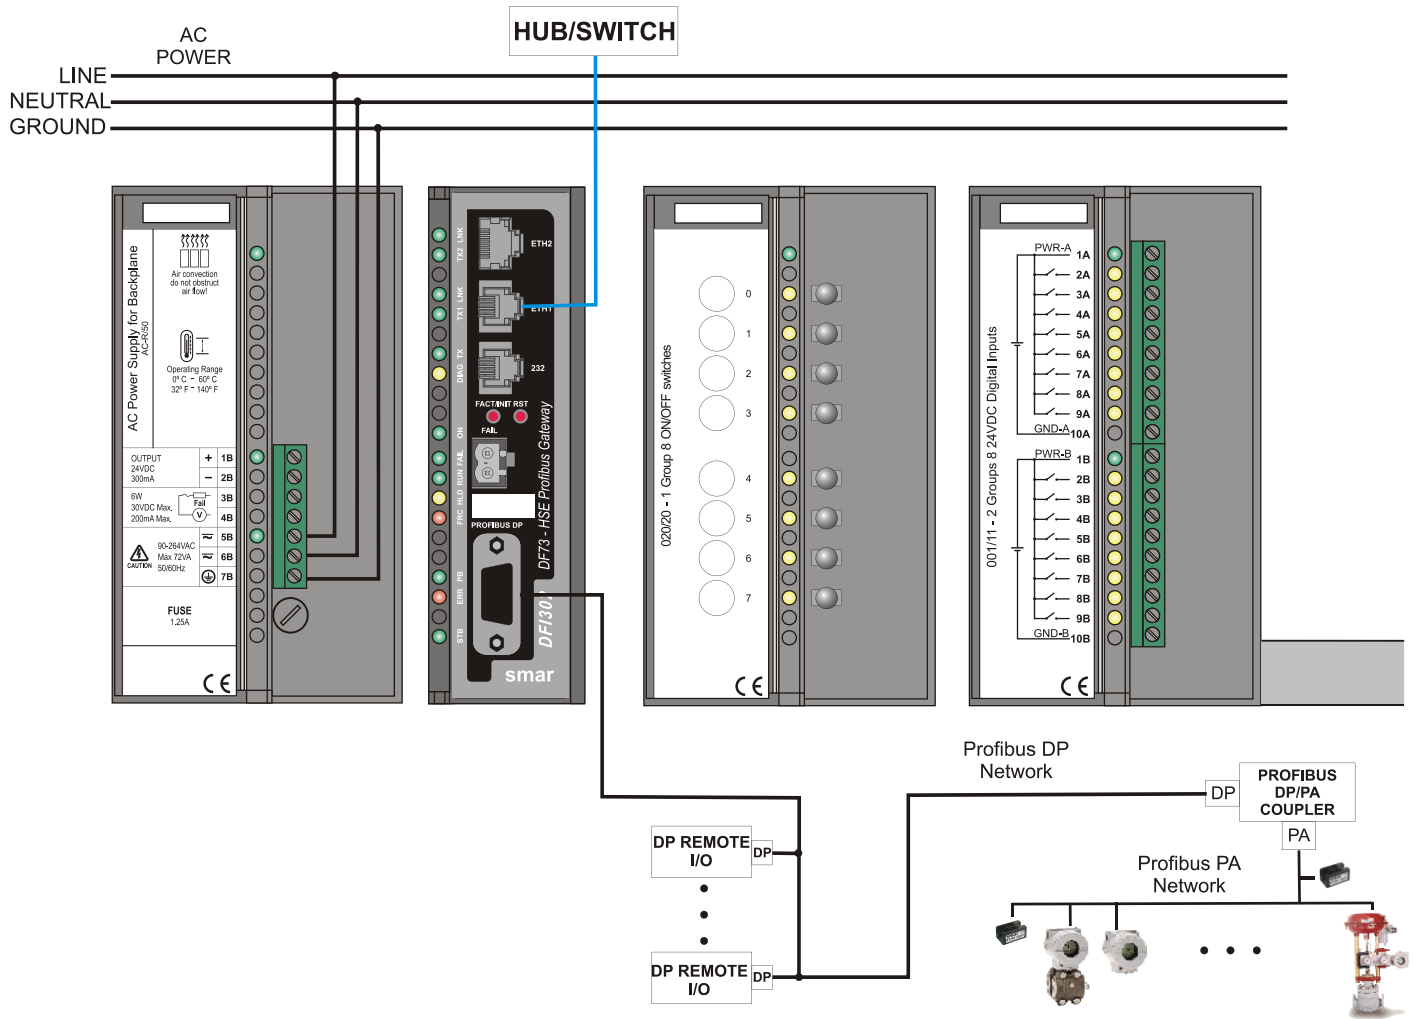 HUB/SWITCH
AC
POWER
LINE
NEUTRAL
GROUND
AC Power Supply for Backplane
AC-R/50
Air convection
do not obstruct
air flow!
Operating Range
0º C - 60º C
32º F - 140º F
OUTPUT
24VDC
300mA
+ 1B
- 2B
6W
30VDC Max.
200mA Max.
Fail
V
3B
4B
CAUTION
90-264VAC
Max 72VA
50/60Hz
5B
6B
7B
FUSE
1.25A
CE
TX2 LNK
TX1 LNK
DIAG TX
ON
FRC HLD RUN FAIL
ERR PB
STB
ETH2
ETH1
232
FACT/INIT RST
FAIL
PROFIBUS DP
DF73 - HSE Profibus Gateway
DFI302
smar
020/20 - 1 Group 8 ON/OFF switches
0
1
2
3
4
5
6
7
CE
001/11 - 2 Groups 8 24VDC Digital Inputs
PWR-A 1A
2A
3A
4A
5A
6A
7A
8A
9A
GND-A 10A
PWR-B 1B
2B
3B
4B
5B
6B
7B
8B
9B
GND-B 10B
CE
Profibus DP
Network
DP
PROFIBUS
DP/PA
COUPLER
PA
DP REMOTE
I/O
DP
DP REMOTE
I/O
DP
Profibus PA
Network